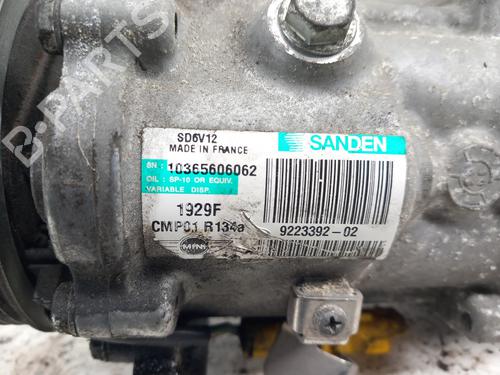 SD6V12
MADE IN FRANCE
SANDEN
SN : 10365606062
OIL : SP-10 OR EQUIV.
VARIABLE DISP.
1929F
CMP01 R134a
9223392-02
MINI
B-PARTS